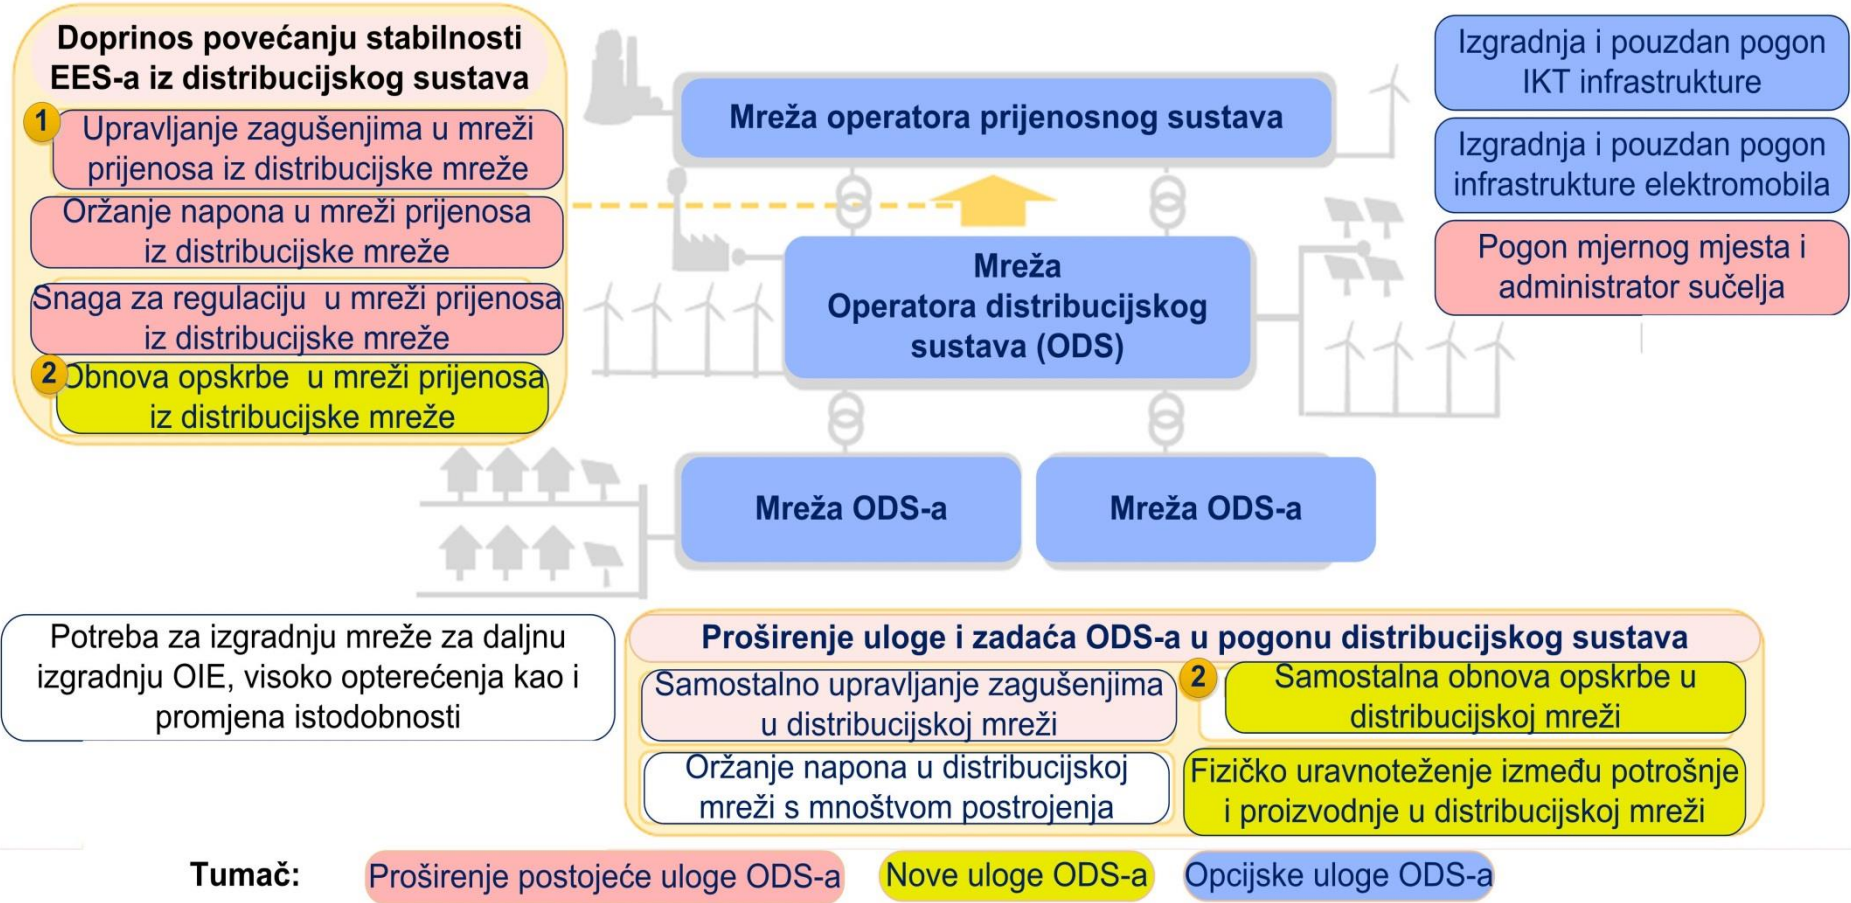 Doprinos povećanju stabilnosti
EES-a iz distribucijskog sustava
1
Upravljanje zagušenjima u mreži
prijenosa iz distribucijske mreže
Oržanje napona u mreži prijenosa
iz distribucijske mreže
Snaga za regulaciju u mreži prijenosa
iz distribucijske mreže
2
Obnova opskrbe u mreži prijenosa
iz distribucijske mreže
Mreža operatora prijenosnog sustava
Mreža
Operatora distribucijskog
sustava (ODS)
Mreža ODS-a
Mreža ODS-a
Izgradnja i pouzdan pogon
IKT infrastrukture
Izgradnja i pouzdan pogon
infrastrukture elektromobila
Pogon mjernog mjesta i
administrator sučelja
Potreba za izgradnju mreže za daljnu
izgradnju OIE, visoko opterećenja kao i
promjena istodobnosti
Proširenje uloge i zadaća ODS-a u pogonu distribucijskog sustava
Samostalno upravljanje zagušenjima
u distribucijskoj mreži
2
Samostalna obnova opskrbe u
distribucijskoj mreži
Oržanje napona u distribucijskoj
mreži s mnoštvom postrojenja
Fizičko uravnoteženje između potrošnje
i proizvodnje u distribucijskoj mreži
Tumač:
Proširenje postojeće uloge ODS-a
Nove uloge ODS-a
Opcijske uloge ODS-a